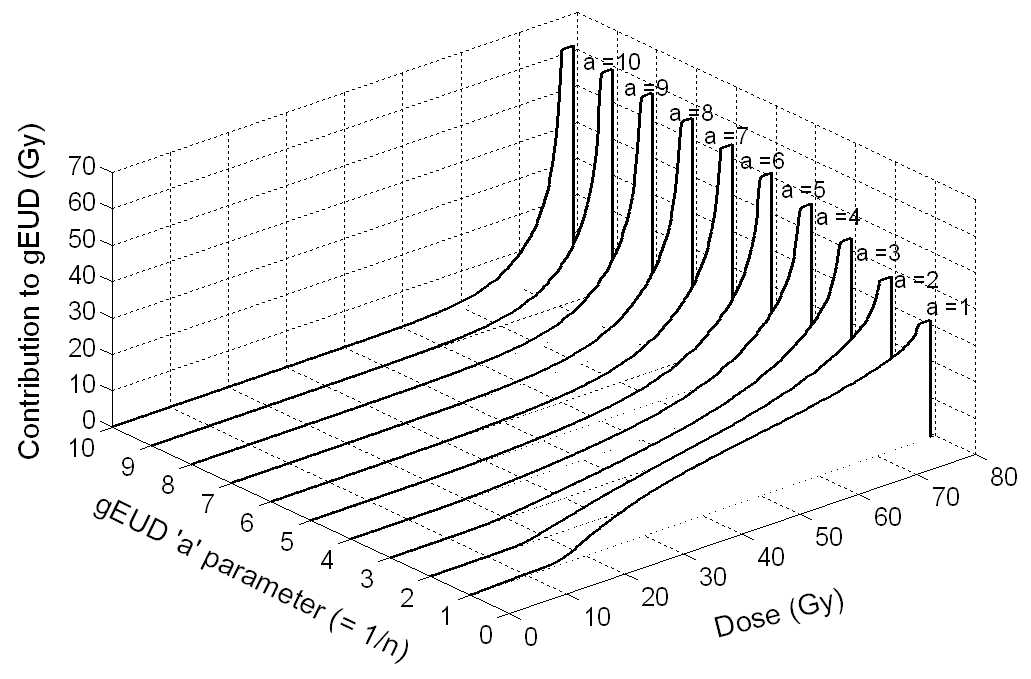 a =10
a =9
a =8
a =7
a =6
a =5
a =4
a =3
a =2
a =1
Contribution to gEUD (Gy)
70
60
50
40
30
20
10
0
10
9
8
7
6
5
4
3
2
1
0
gEUD 'a' parameter (= 1/n)
0
10
20
30
40
50
60
70
80
Dose (Gy)